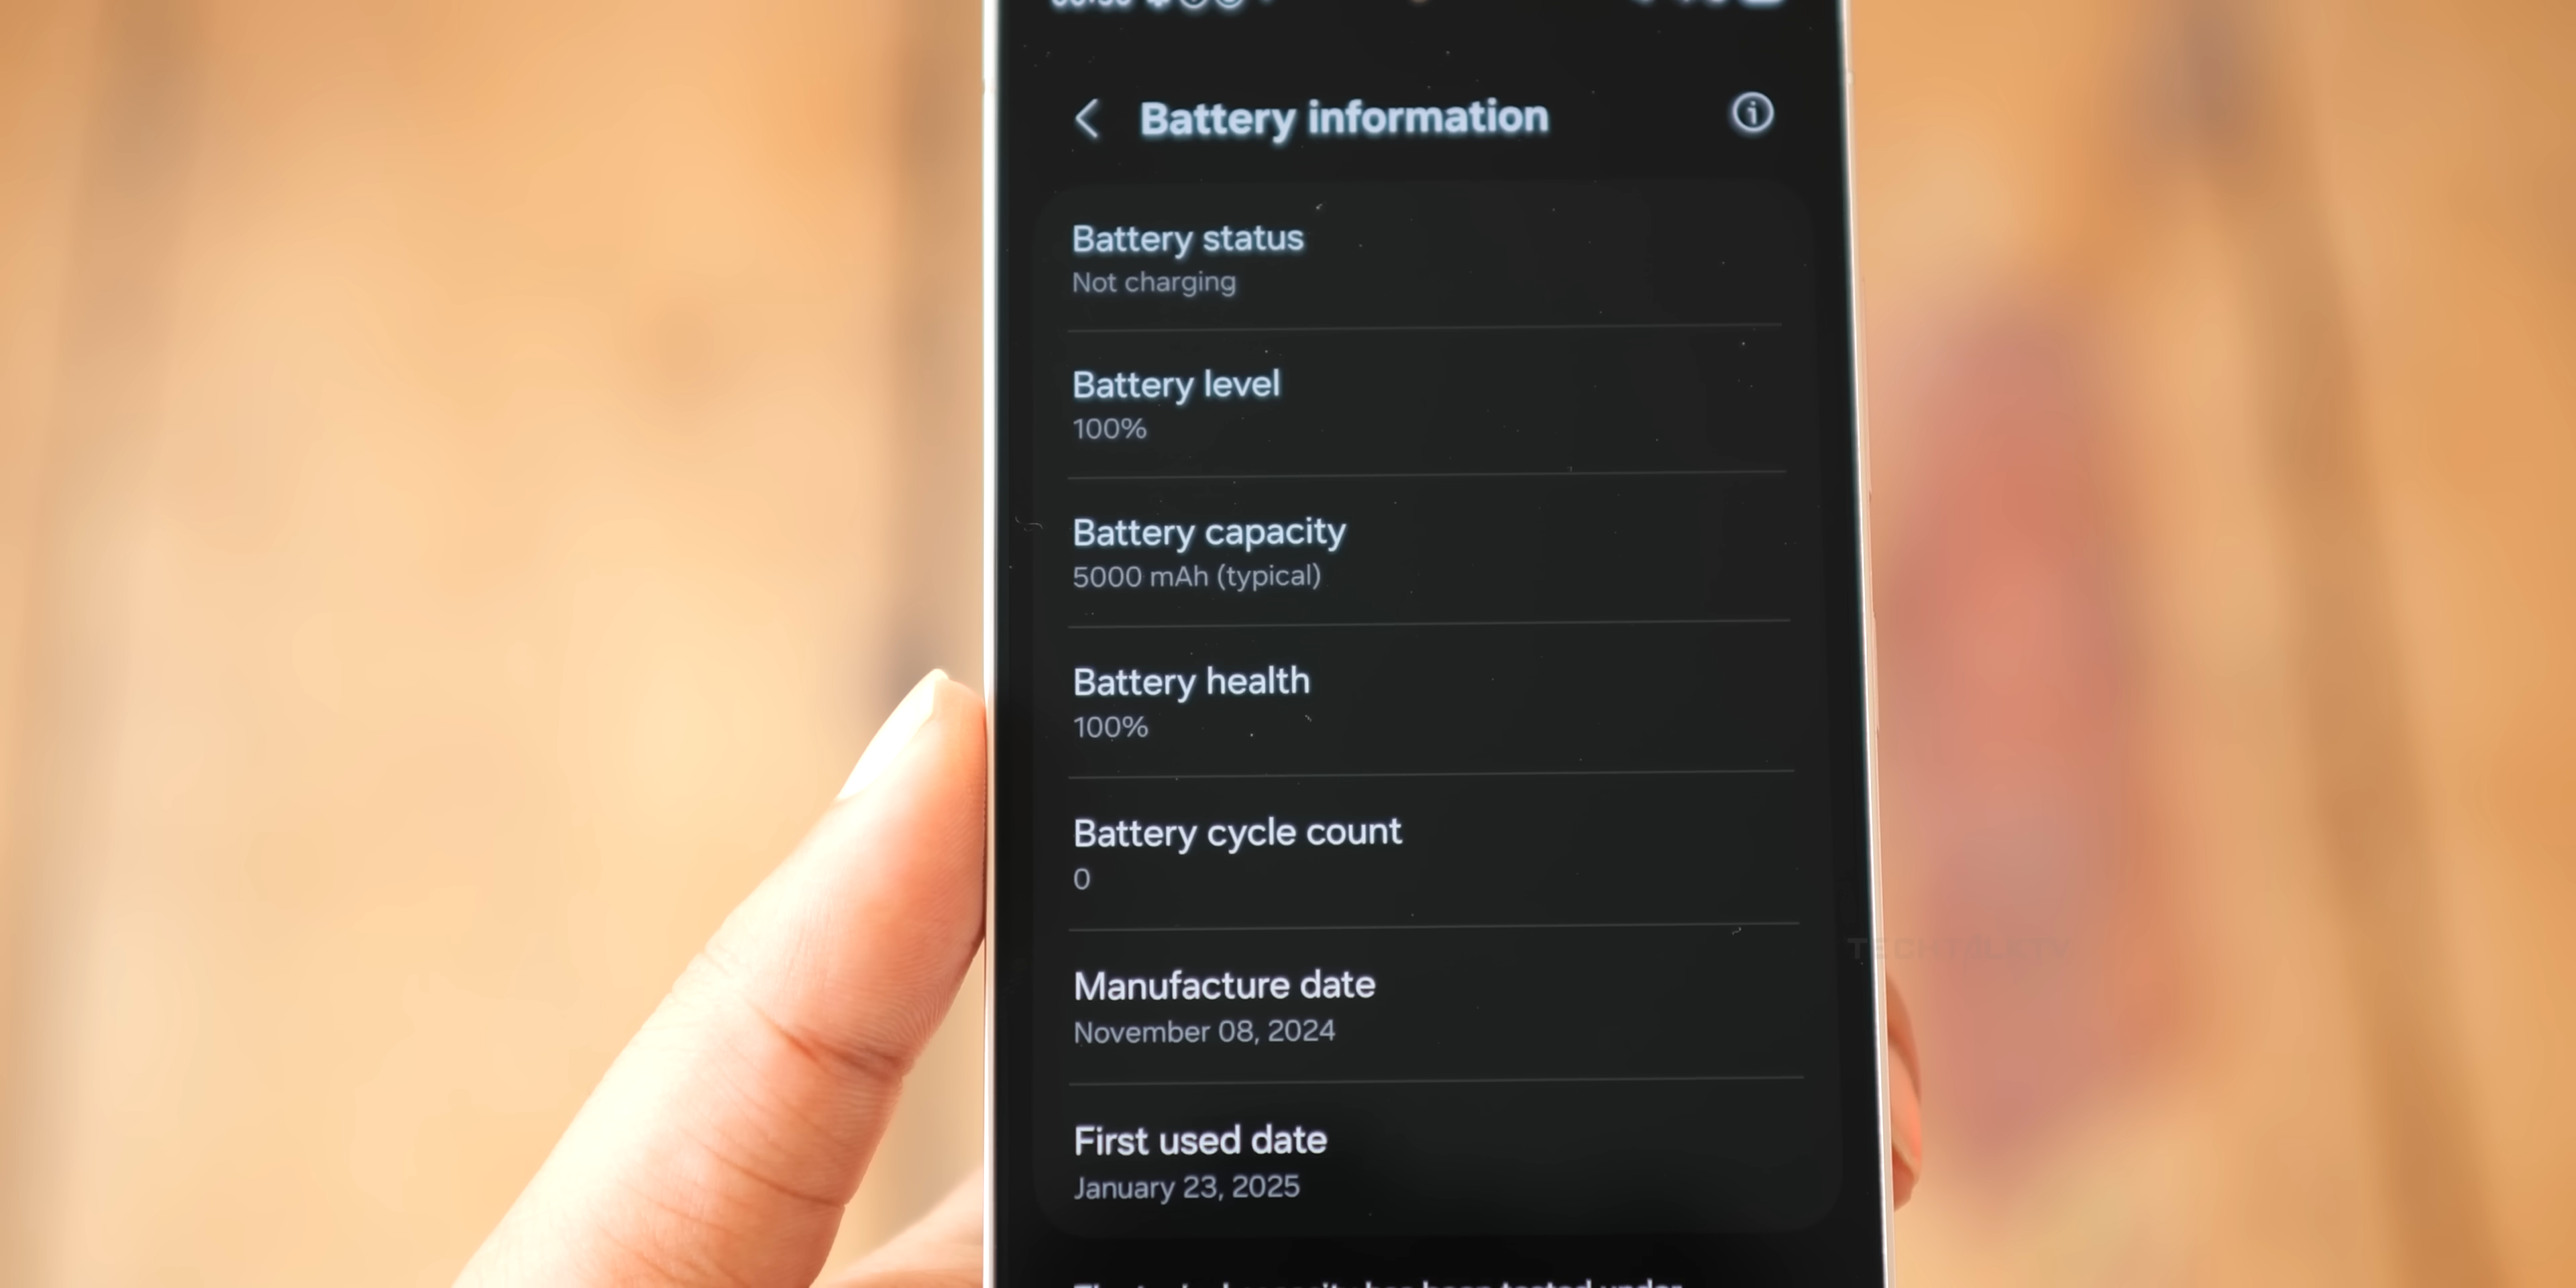 Battery information
Battery status
Not charging
Battery level
100%
Battery capacity
5000 mAh (typical)
Battery health
100%
Battery cycle count
0
Manufacture date
November 08, 2024
TECHTALKTV
First used date
January 23, 2025